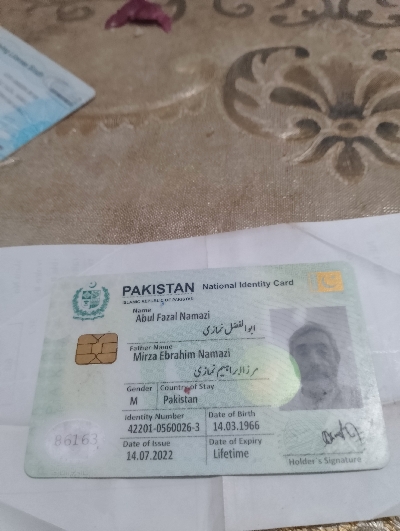 PAKISTAN National Identity Card
ISLAMIC REPUBLIC OF PAKISTAN
Name
Abul Fazal Namazi
ابوالفضل نمازی
Father Name
Mirza Ebrahim Namazi
مرزا ابراہیم نمازی
Gender Country of Stay
M Pakistan
Identity Number Date of Birth
42201-0560026-3 14.03.1966
Date of Issue Date of Expiry
14.07.2022 Lifetime
86163
Holder's Signature